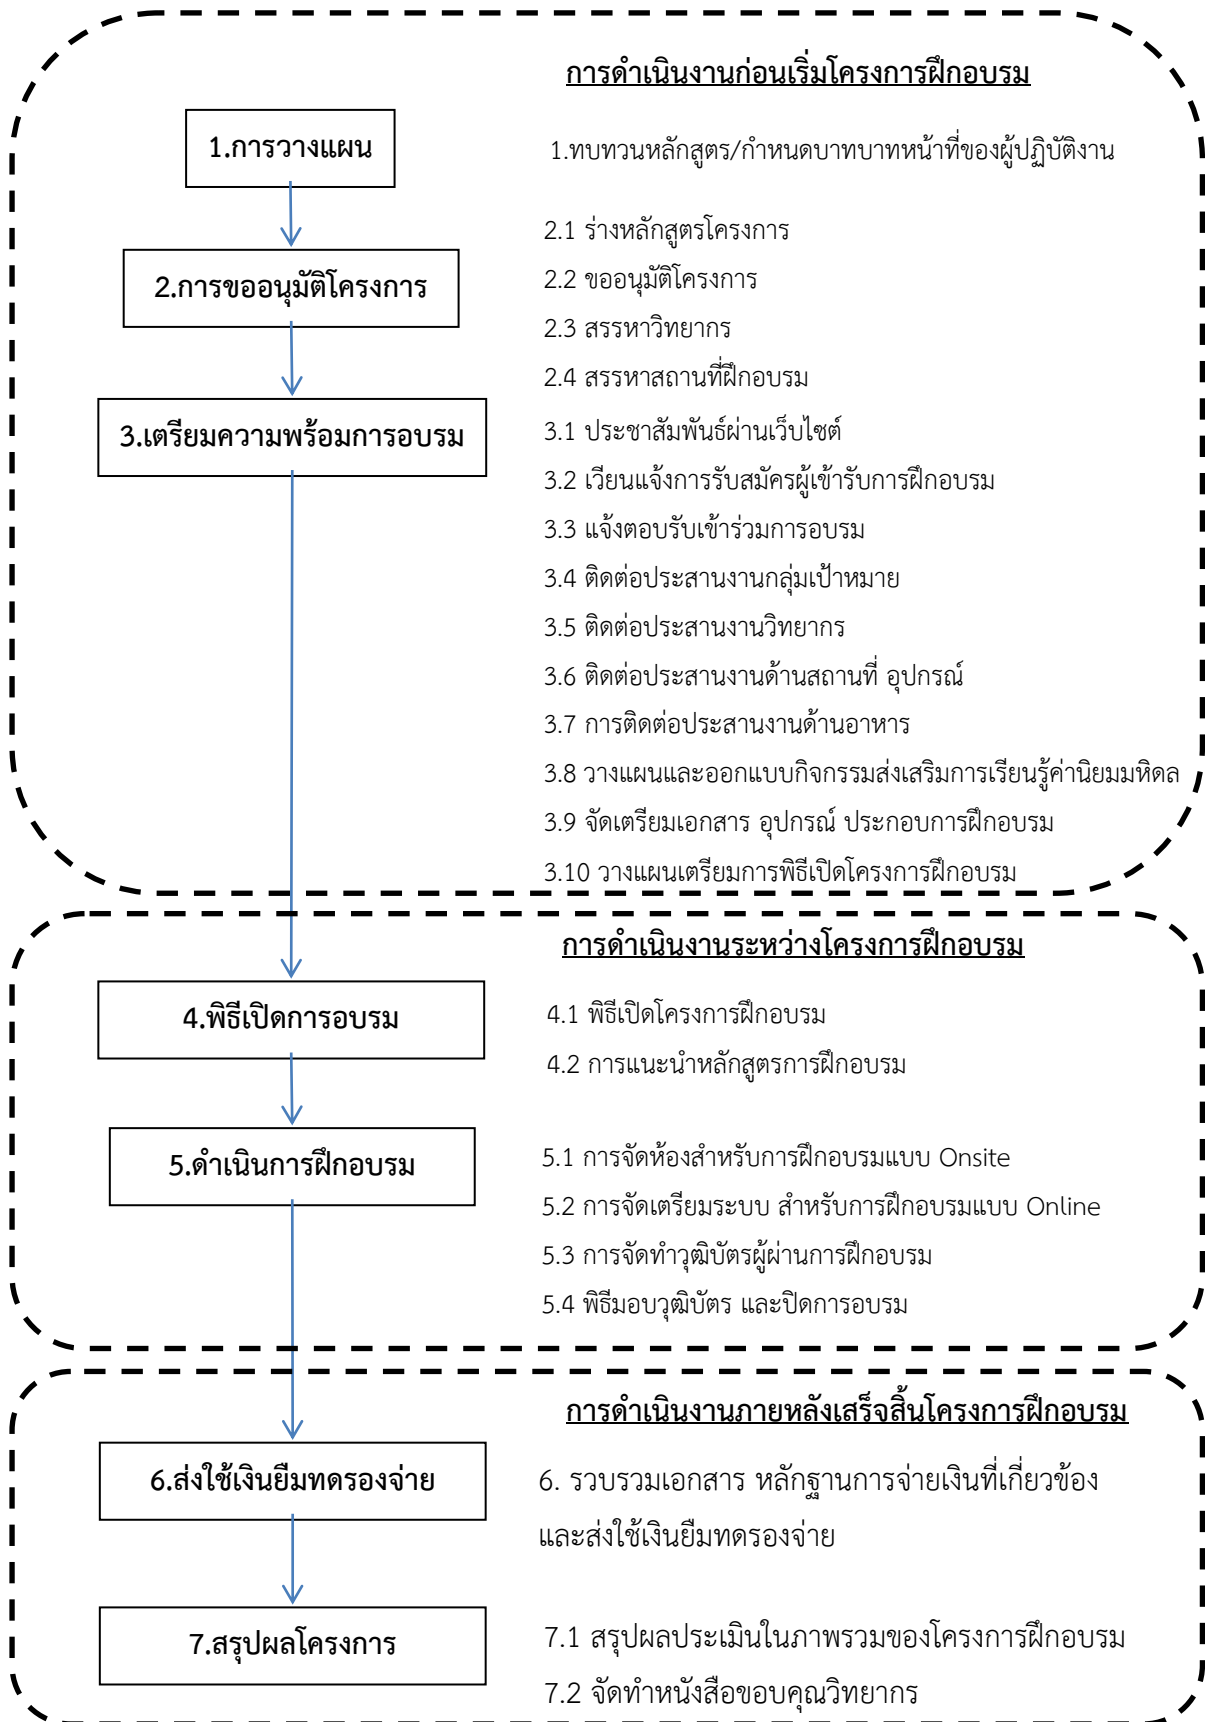 การดำเนินงานก่อนเริ่มโครงการฝึกอบรม
1.การวางแผน
1.ทบทวนหลักสูตร/กำหนดบาทบาทหน้าที่ของผู้ปฏิบัติงาน
2.การขออนุมัติโครงการ
2.1 ร่างหลักสูตรโครงการ
2.2 ขออนุมัติโครงการ
2.3 สรรหาวิทยากร
2.4 สรรหาสถานที่ฝึกอบรม
3.เตรียมความพร้อมการอบรม
3.1 ประชาสัมพันธ์ผ่านเว็บไซต์
3.2 เวียนแจ้งการรับสมัครผู้เข้ารับการฝึกอบรม
3.3 แจ้งตอบรับเข้าร่วมการอบรม
3.4 ติดต่อประสานงานกลุ่มเป้าหมาย
3.5 ติดต่อประสานงานวิทยากร
3.6 ติดต่อประสานงานด้านสถานที่ อุปกรณ์
3.7 การติดต่อประสานงานด้านอาหาร
3.8 วางแผนและออกแบบกิจกรรมส่งเสริมการเรียนรู้ค่านิยมมหิดล
3.9 จัดเตรียมเอกสาร อุปกรณ์ ประกอบการฝึกอบรม
3.10 วางแผนเตรียมการพิธีเปิดโครงการฝึกอบรม
การดำเนินงานระหว่างโครงการฝึกอบรม
4.พิธีเปิดการอบรม
4.1 พิธีเปิดโครงการฝึกอบรม
4.2 การแนะนำหลักสูตรการฝึกอบรม
5.ดำเนินการฝึกอบรม
5.1 การจัดห้องสำหรับการฝึกอบรมแบบ Onsite
5.2 การจัดเตรียมระบบ สำหรับการฝึกอบรมแบบ Online
5.3 การจัดทำวุฒิบัตรผู้ผ่านการฝึกอบรม
5.4 พิธีมอบวุฒิบัตร และปิดการอบรม
การดำเนินงานภายหลังเสร็จสิ้นโครงการฝึกอบรม
6.ส่งใช้เงินยืมทดรองจ่าย
6. รวบรวมเอกสาร หลักฐานการจ่ายเงินที่เกี่ยวข้อง
และส่งใช้เงินยืมทดรองจ่าย
7.สรุปผลโครงการ
7.1 สรุปผลประเมินในภาพรวมของโครงการฝึกอบรม
7.2 จัดทำหนังสือขอบคุณวิทยากร